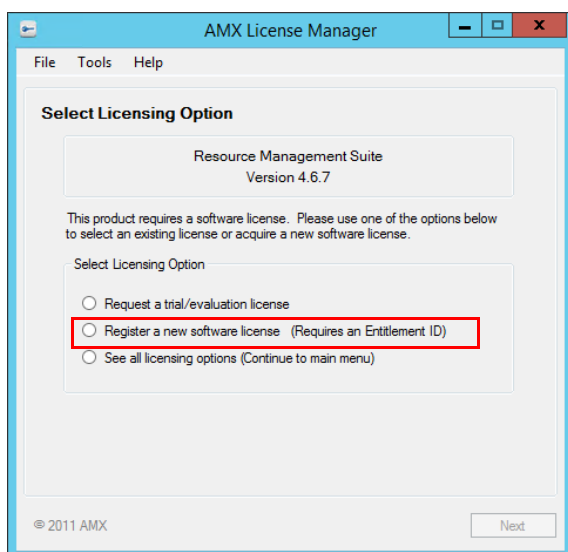 AMX License Manager
File Tools Help
Select Licensing Option
Resource Management Suite
Version 4.6.7
This product requires a software license. Please use one of the options below
to select an existing license or acquire a new software license.
Select Licensing Option
Request a trial/evaluation license
Register a new software license (Requires an Entitlement ID)
See all licensing options (Continue to main menu)
© 2011 AMX
Next